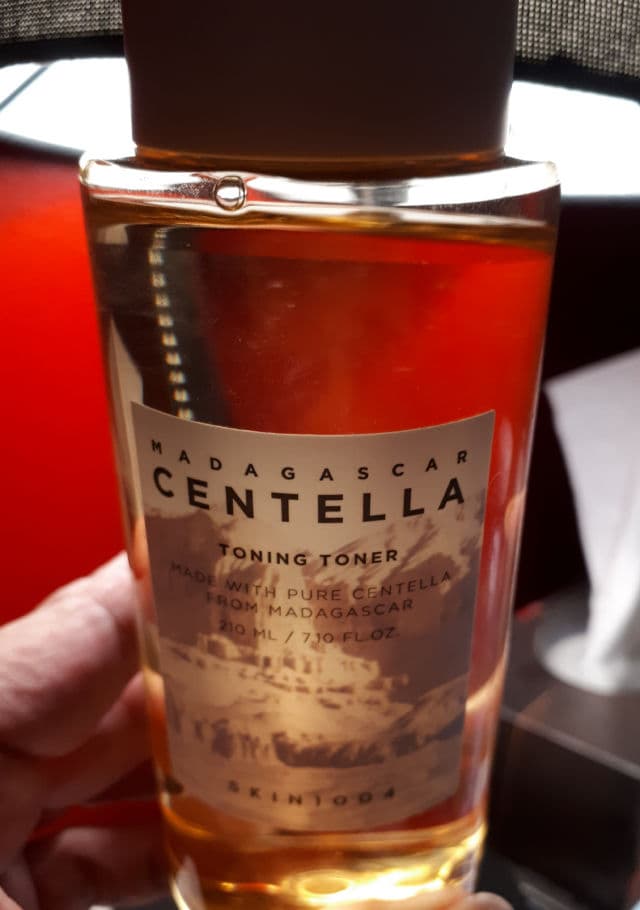 MADAGASCAR
CENTELLA
TONING TONER
MADE WITH PURE CENTELLA
FROM MADAGASCAR
210 ML / 7.10 FL.OZ.
SKIN1004